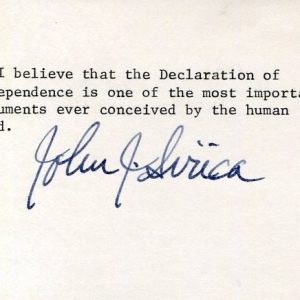 I believe that the Declaration of
ependence is one of the most importa
uments ever conceived by the human
d.
John J. Sirica